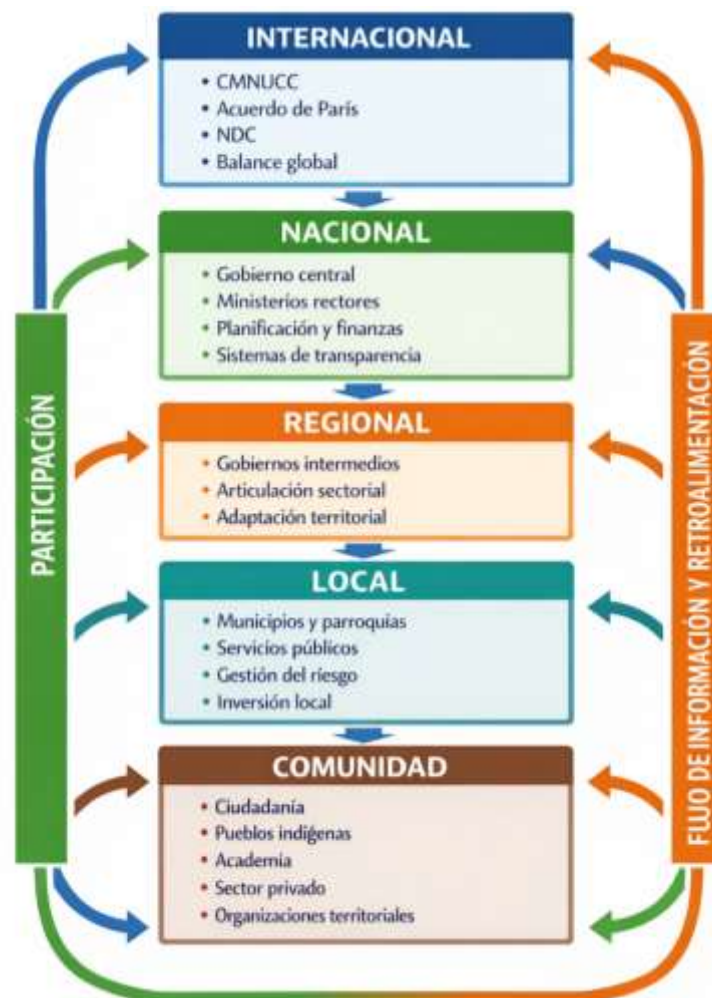 INTERNACIONAL
• CMNUCC
• Acuerdo de París
• NDC
• Balance global
NACIONAL
• Gobierno central
• Ministerios rectores
• Planificación y finanzas
• Sistemas de transparencia
REGIONAL
• Gobiernos intermedios
• Articulación sectorial
• Adaptación territorial
LOCAL
• Municipios y parroquias
• Servicios públicos
• Gestión del riesgo
• Inversión local
COMUNIDAD
• Ciudadanía
• Pueblos indígenas
• Academia
• Sector privado
• Organizaciones territoriales
PARTICIPACIÓN
FLUJO DE INFORMACIÓN Y RETROALIMENTACIÓN